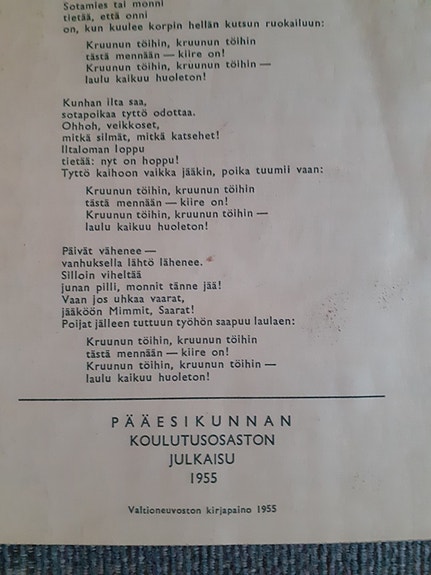 Sotamies tai monni
tietää, että onni
on, kun kuulee korpin hellän kutsun ruokailuun:
Kruunun töihin, kruunun töihin
tästä mennään — kiire on!
Kruunun töihin, kruunun töihin —
laulu kaikuu huoleton!
Kunhan ilta saa,
sotapoikaa tyttö odottaa.
Ohhoh, veikkoset,
mitkä silmät, mitkä katsehet!
Iltaloman loppu
tietää: nyt on hoppu!
Tyttö kaihoon vaikka jääkin, poika tuumii vaan:
Kruunun töihin, kruunun töihin
tästä mennään — kiire on!
Kruunun töihin, kruunun töihin —
laulu kaikuu huoleton!
Päivät vähenee —
vanhuksella lähtö lähenee.
Silloin viheltää
junan pilli, monnit tänne jää!
Vaan jos uhkaa vaarat,
jääköön Mimmit, Saarat!
Poijat jälleen tuttuun työhön saapuu laulaen:
Kruunun töihin, kruunun töihin
tästä mennään — kiire on!
Kruunun töihin, kruunun töihin —
laulu kaikuu huoleton!
PÄÄESIKUNNAN
KOULUTUSOSASTON
JULKAISU
1955
Valtioneuvoston kirjapaino 1955